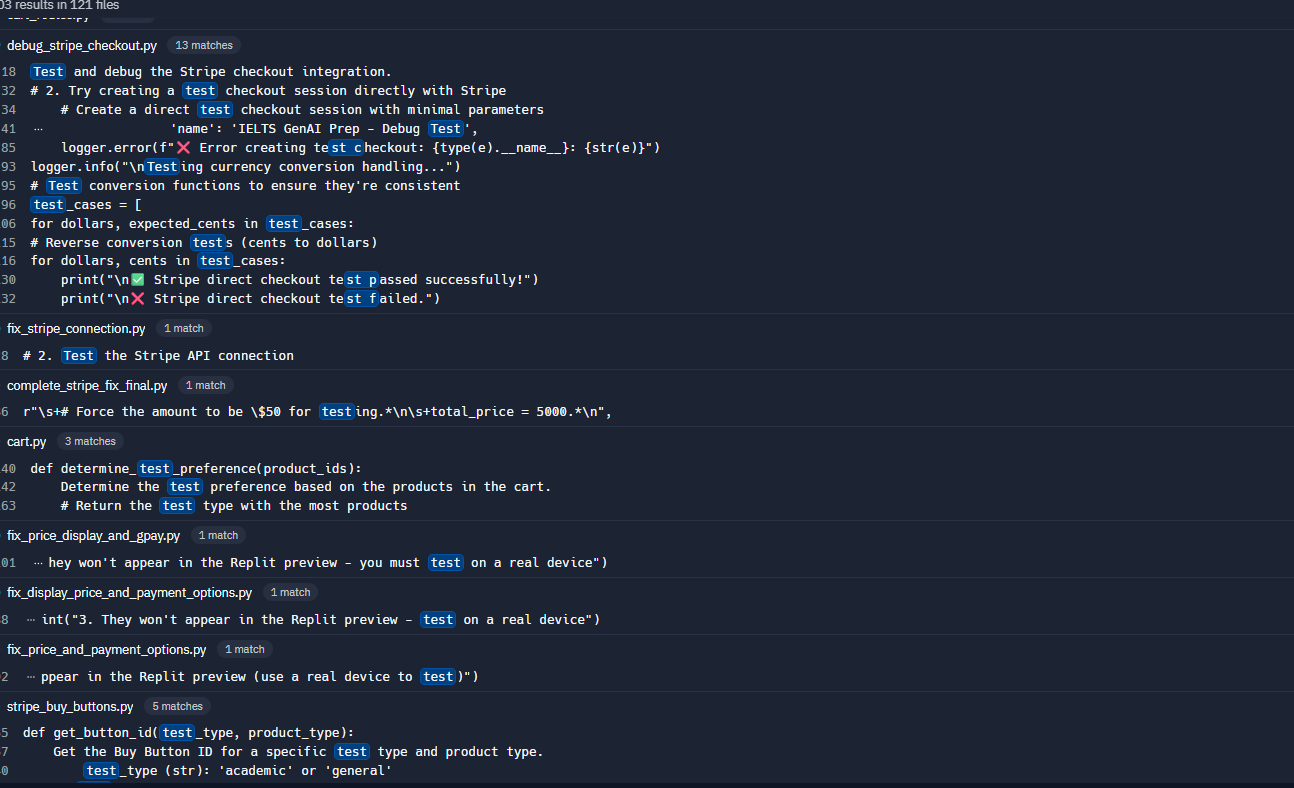 03 results in 121 files
debug_stripe_checkout.py 13 matches
18 Test and debug the Stripe checkout integration.
32 # 2. Try creating a test checkout session directly with Stripe
34 # Create a direct test checkout session with minimal parameters
41 ... 'name': 'IELTS GenAI Prep – Debug Test',
85 logger.error(f"❌ Error creating test checkout: {type(e).__name__}: {str(e)}")
93 logger.info("\nTesting currency conversion handling...")
95 # Test conversion functions to ensure they're consistent
96 test_cases = [
06 for dollars, expected_cents in test_cases:
15 # Reverse conversion tests (cents to dollars)
16 for dollars, cents in test_cases:
30 print("\n✅ Stripe direct checkout test passed successfully!")
32 print("\n❌ Stripe direct checkout test failed.")
fix_stripe_connection.py 1 match
8 # 2. Test the Stripe API connection
complete_stripe_fix_final.py 1 match
6 r"\s+# Force the amount to be \$50 for testing.*\n\s+total_price = 5000.*\n",
cart.py 3 matches
40 def determine_test_preference(product_ids):
42 Determine the test preference based on the products in the cart.
63 # Return the test type with the most products
fix_price_display_and_gpay.py 1 match
01 ... hey won't appear in the Replit preview – you must test on a real device")
fix_display_price_and_payment_options.py 1 match
8 ... int("3. They won't appear in the Replit preview – test on a real device")
fix_price_and_payment_options.py 1 match
2 ... ppear in the Replit preview (use a real device to test)")
stripe_buy_buttons.py 5 matches
5 def get_button_id(test_type, product_type):
7 Get the Buy Button ID for a specific test type and product type.
0 test_type (str): 'academic' or 'general'